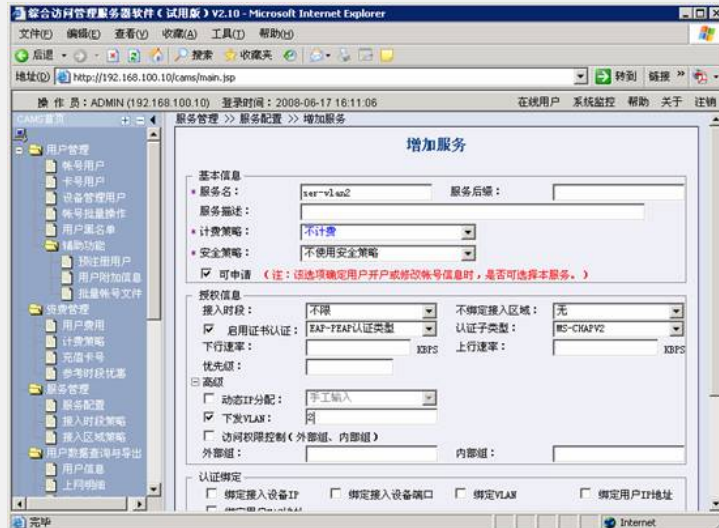 综合访问管理服务器软件(试用版)V2.10 - Microsoft Internet Explorer
文件(F) 编辑(E) 查看(V) 收藏(A) 工具(T) 帮助(H)
后退 搜索 收藏夹
地址(D) http://192.168.100.10/cams/main.jsp 转到 链接 »
操 作 员:ADMIN (192.168.100.10) 登录时间:2008-06-17 16:11:06 在线用户 系统监控 帮助 关于 注销
CAMS首页
服务管理 >> 服务配置 >> 增加服务
用户管理
帐号用户
卡号用户
设备管理用户
帐号批量操作
用户黑名单
辅助功能
预注册用户
用户附加信息
批量帐号文件
资费管理
用户费用
计费策略
充值卡号
参考时段优惠
服务管理
服务配置
接入时段策略
接入区域策略
用户数据查询与导出
用户信息
上网明细
增加服务
基本信息
* 服务名: ser-vlan2 服务后缀:
服务描述:
* 计费策略: 不计费
* 安全策略: 不使用安全策略
可申请 (注:该选项确定用户开户或修改帐号信息时,是否可选择本服务。)
授权信息
接入时段: 不限 不绑定接入区域: 无
启用证书认证: EAP-PEAP认证类型 认证子类型: MS-CHAPV2
下行速率: KBPS 上行速率: KBPS
优先级:
高级
动态IP分配: 手工输入
下发VLAN: 2
访问权限控制(外部组、内部组)
外部组: 内部组:
认证绑定
绑定接入设备IP 绑定接入设备端口 绑定VLAN 绑定用户IP地址
完毕 Internet